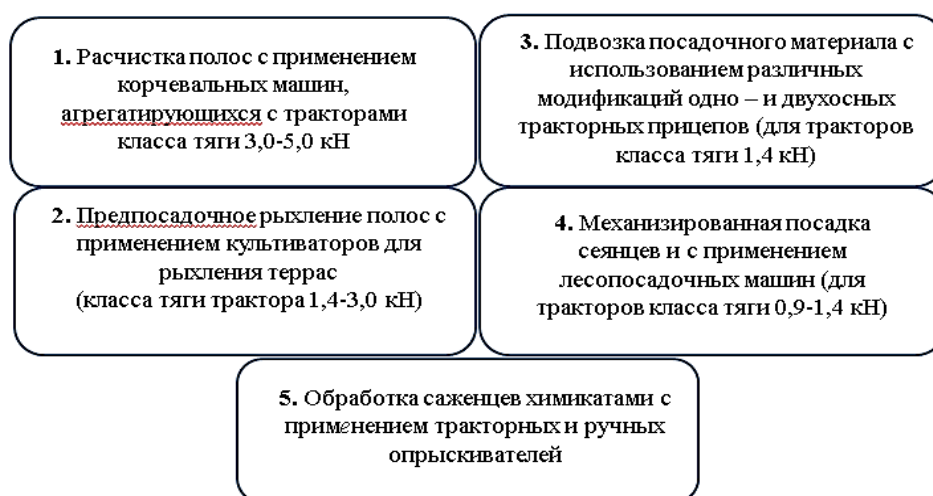 1. Расчистка полос с применением
корчевальных машин,
агрегатирующихся с тракторами
класса тяги 3,0-5,0 кН
2. Предпосадочное рыхление полос с
применением культиваторов для
рыхления террас
(класса тяги трактора 1,4-3,0 кН)
3. Подвозка посадочного материала с
использованием различных
модификаций одно – и двухосных
тракторных прицепов (для тракторов
класса тяги 1,4 кН)
4. Механизированная посадка
сеянцев и с применением
лесопосадочных машин (для
тракторов класса тяги 0,9-1,4 кН)
5. Обработка саженцев химикатами с
применением тракторных и ручных
опрыскивателей